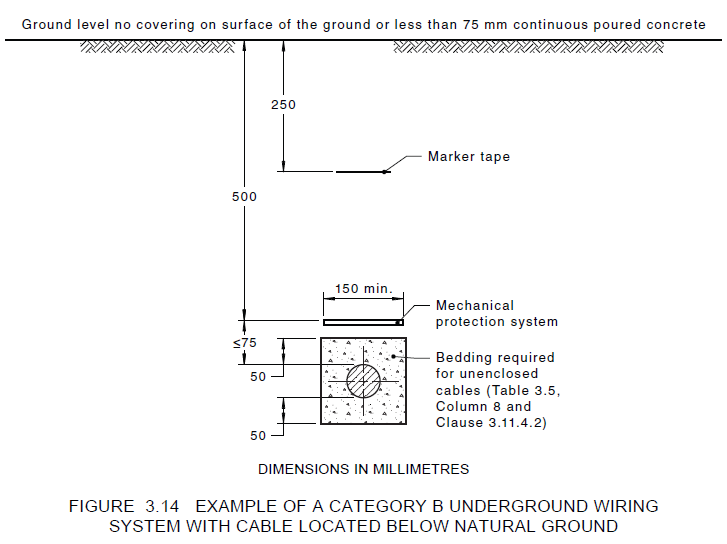 Ground level no covering on surface of the ground or less than 75 mm continuous poured concrete
250
Marker tape
500
150 min.
Mechanical
protection system
≤75
50
Bedding required
for unenclosed
cables (Table 3.5,
Column 8 and
Clause 3.11.4.2)
50
DIMENSIONS IN MILLIMETRES
FIGURE 3.14 EXAMPLE OF A CATEGORY B UNDERGROUND WIRING
SYSTEM WITH CABLE LOCATED BELOW NATURAL GROUND